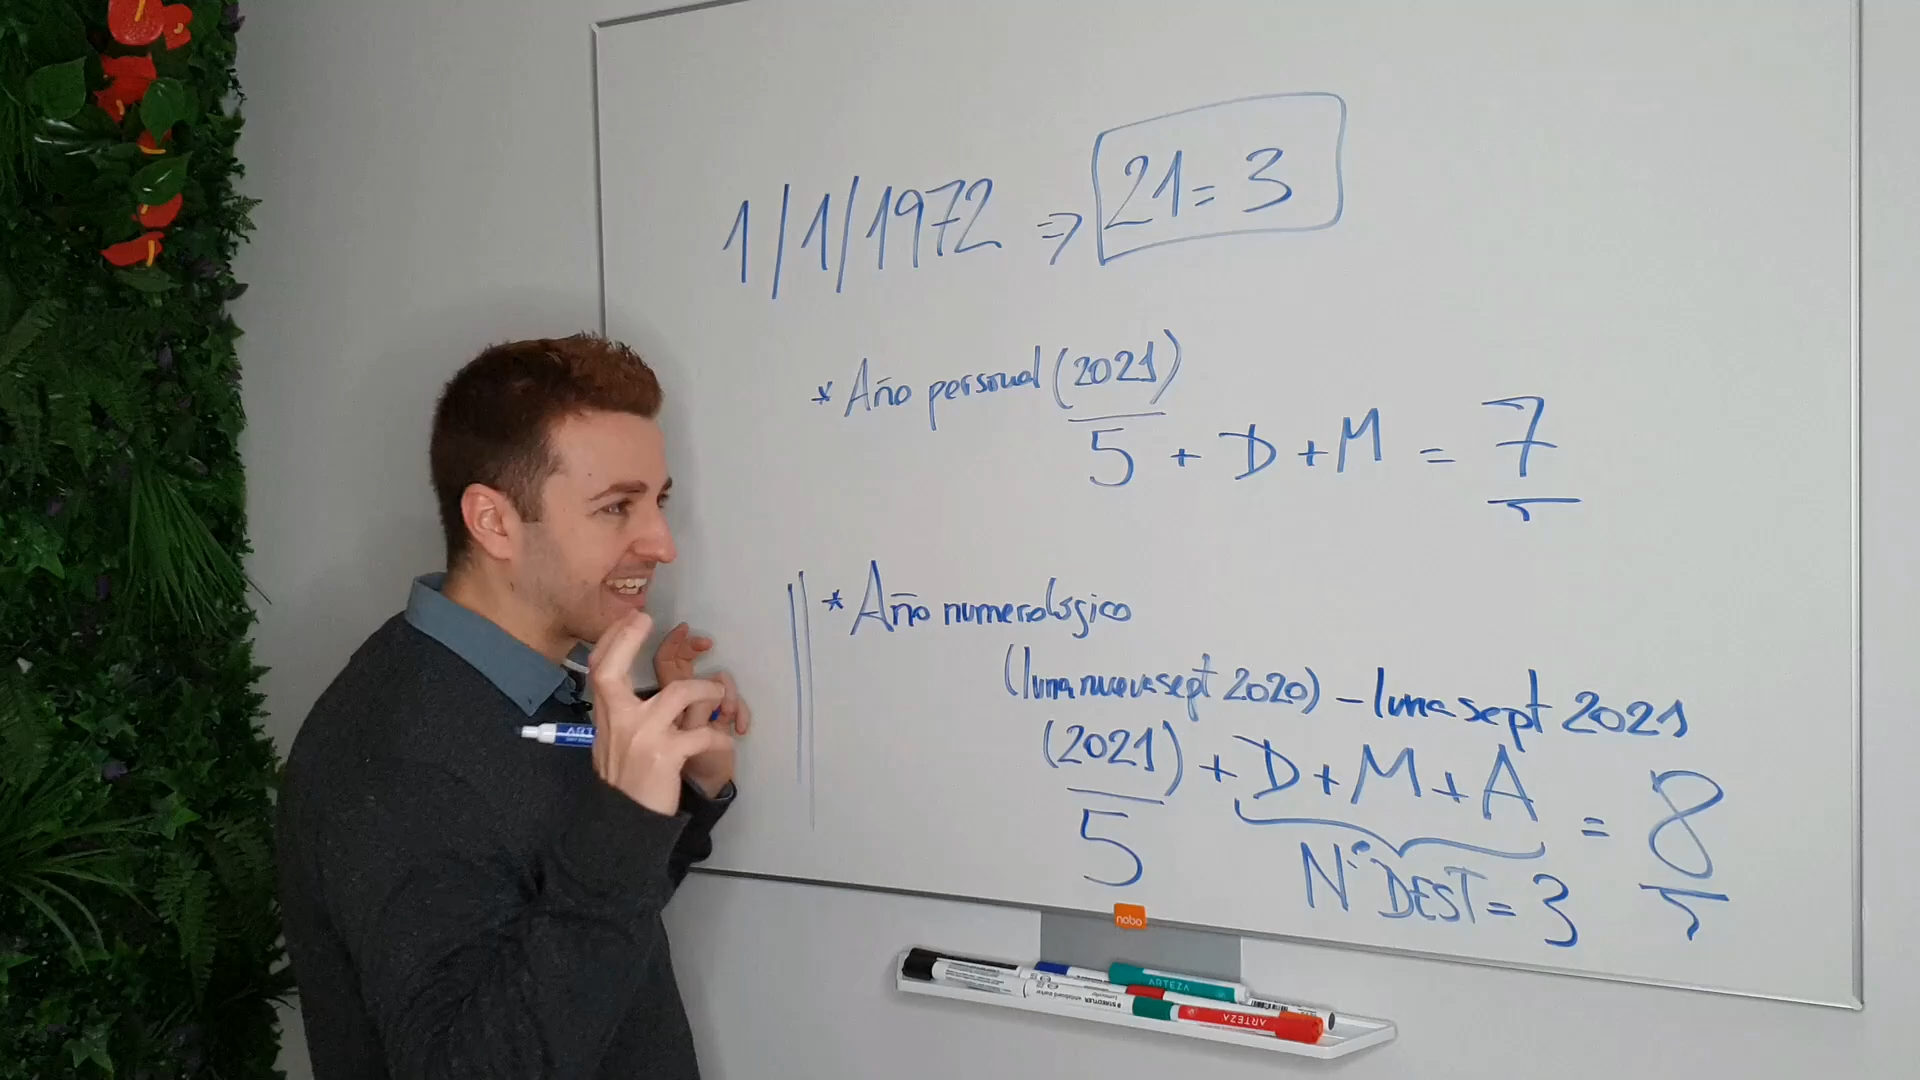 1/1/1972 => 21 = 3
* Año personal (2021)
5 + D + M = 7
* Año numerológico
(luna nueva sept 2020) - luna sept 2021
(2021) + D + M + A = 8
5
Nº DEST = 3
nobo
ARTEZA
STAEDTLER
ARTEZA